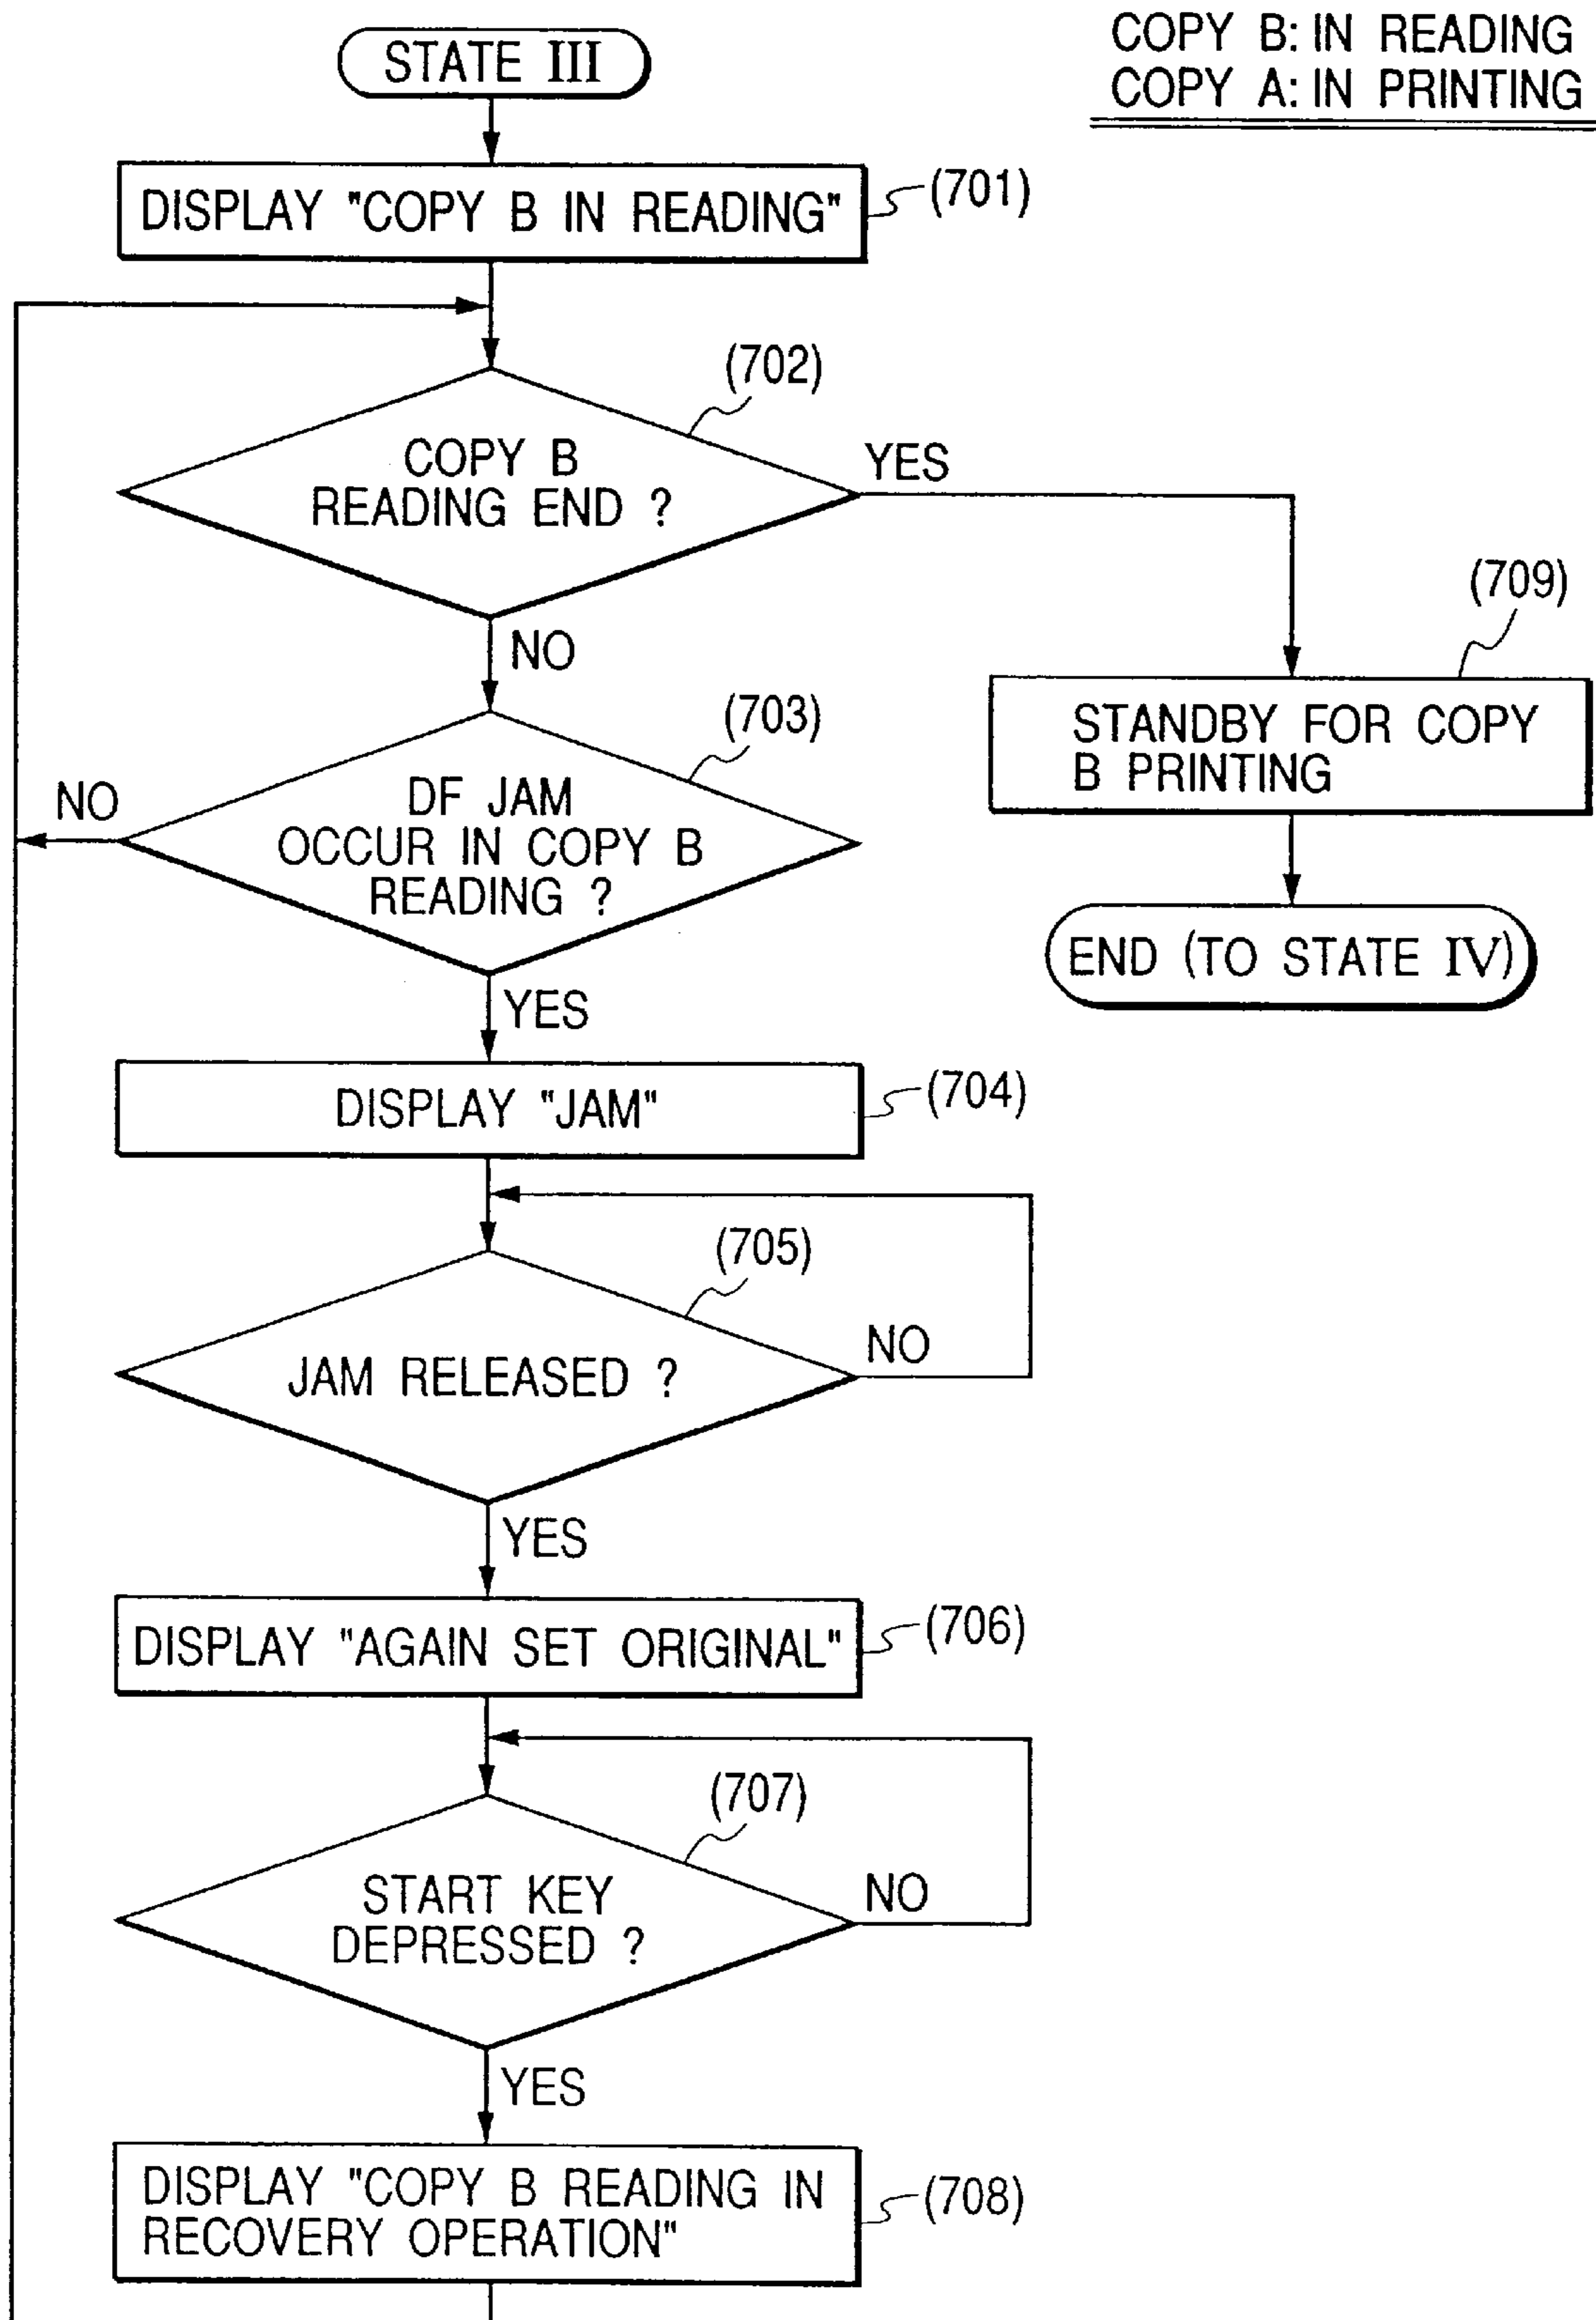 COPY B: IN READING
COPY A: IN PRINTING
STATE III
DISPLAY "COPY B IN READING"
(701)
(702)
COPY B
READING END ?
YES
NO
(709)
STANDBY FOR COPY
B PRINTING
END (TO STATE IV)
(703)
DF JAM
OCCUR IN COPY B
READING ?
NO
YES
DISPLAY "JAM"
(704)
(705)
JAM RELEASED ?
NO
YES
DISPLAY "AGAIN SET ORIGINAL"
(706)
(707)
START KEY
DEPRESSED ?
NO
YES
DISPLAY "COPY B READING IN
RECOVERY OPERATION"
(708)